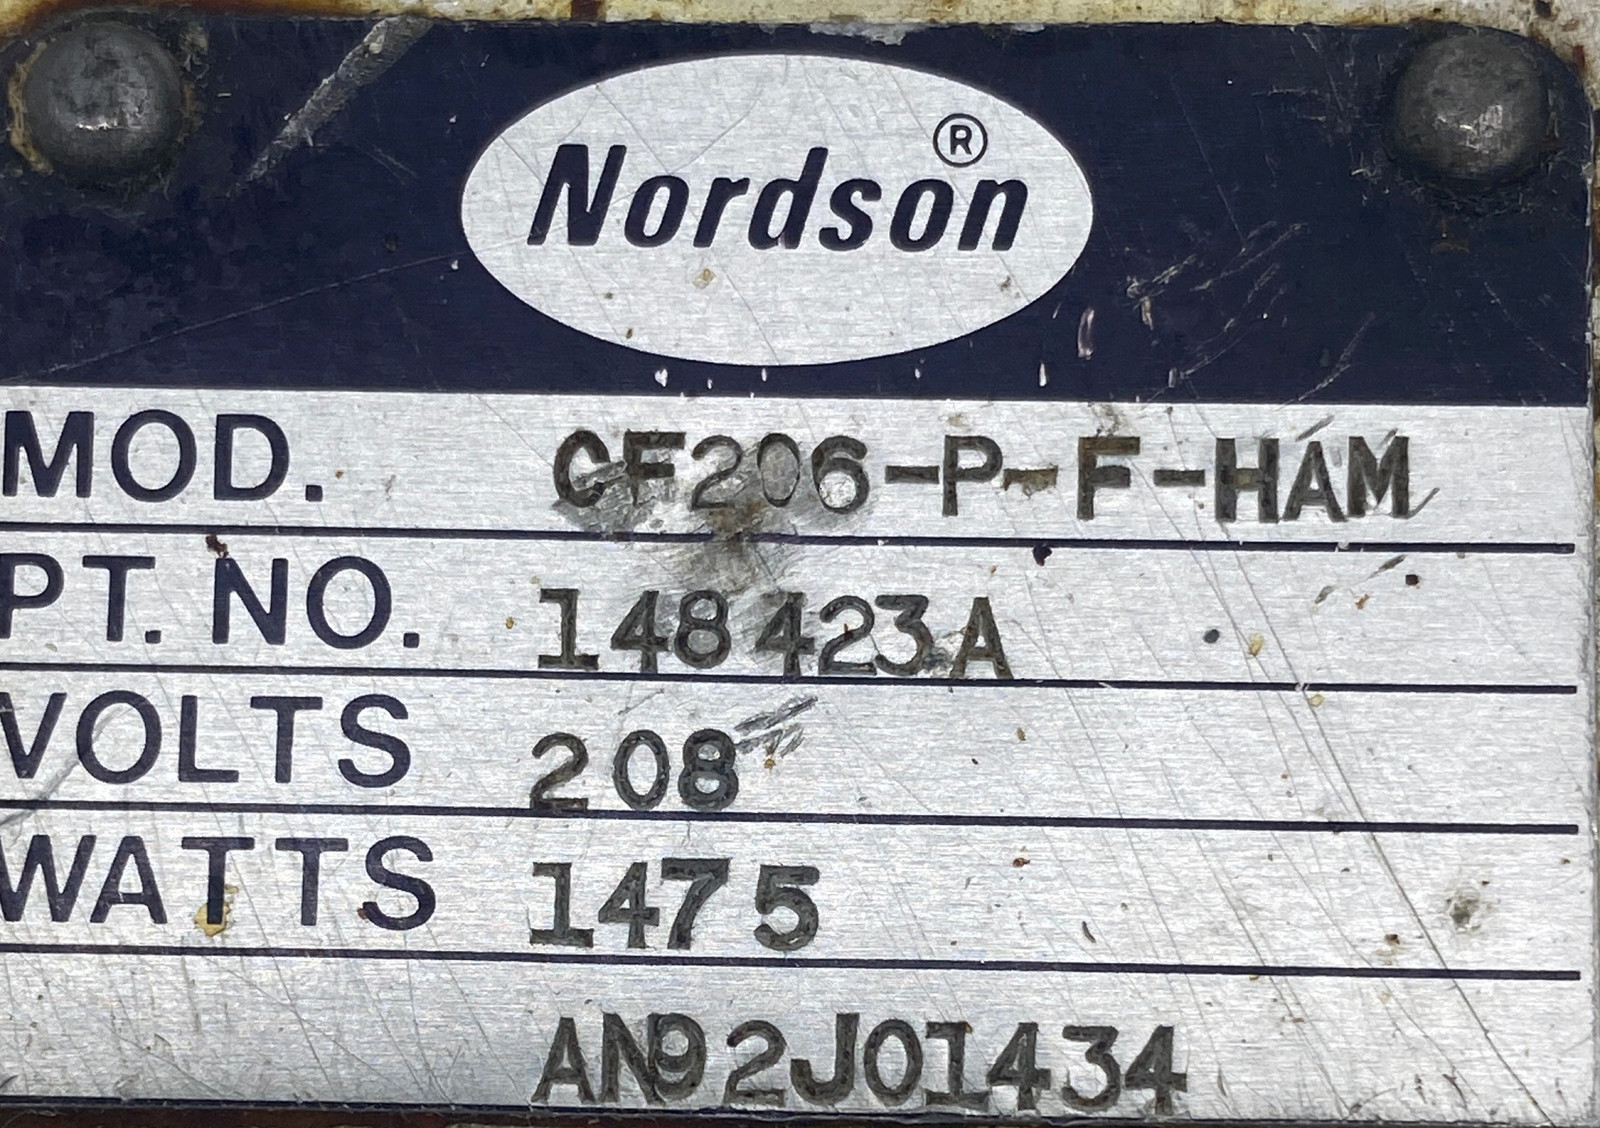 Nordson®
MOD. CF206-P-F-HAM
PT. NO. 148423A
VOLTS 208
WATTS 1475
AN92J01434